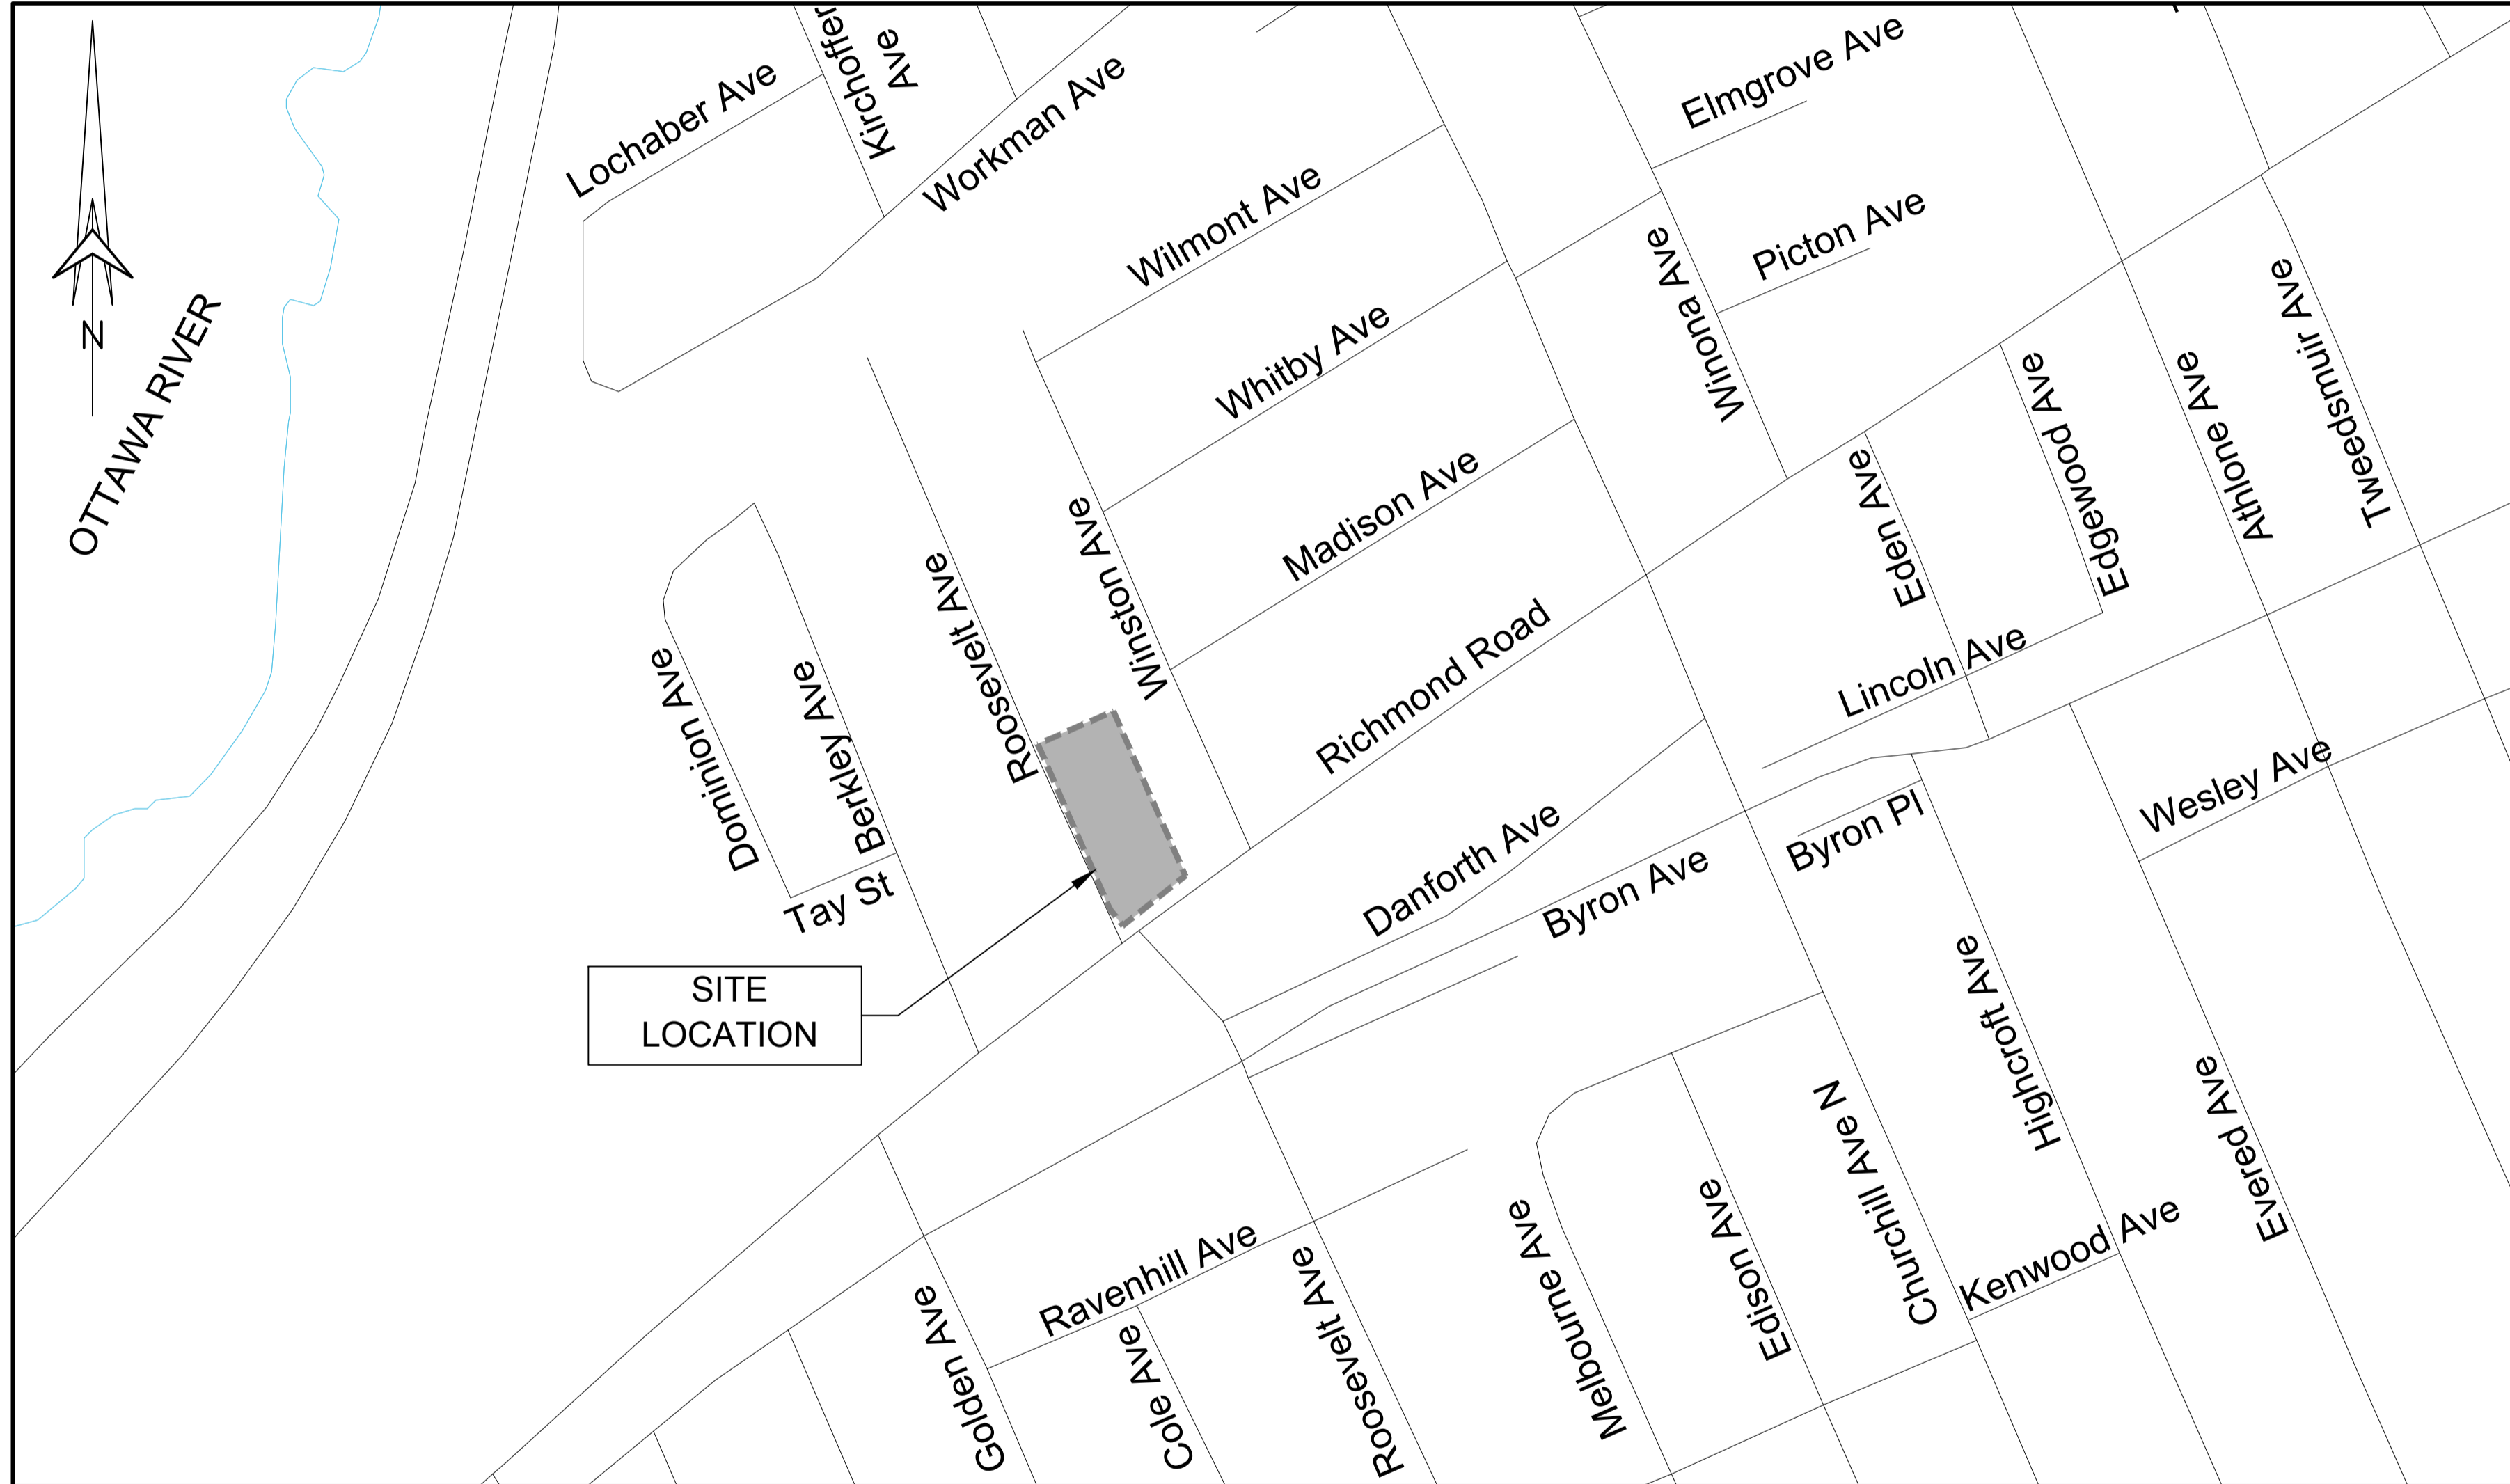 Kirchoffer
Ave
Elmgrove Ave
Lochaber Ave
Workman Ave
Wilmont Ave
Picton Ave
Winona Ave
N
OTTAWA RIVER
Whitby Ave
Tweedsmuir Ave
Athlone Ave
Edgewood Ave
Eden Ave
Madison Ave
Winston Ave
Roosevelt Ave
Richmond Road
Lincoln Ave
Dominion Ave
Berkley Ave
Wesley Ave
Byron Pl
Danforth Ave
Byron Ave
Tay St
SITE
LOCATION
Highcroft Ave
Churchill Ave N
Evered Ave
Kenwood Ave
Edison Ave
Melbourne Ave
Ravenhill Ave
Roosevelt Ave
Golden Ave
Cole Ave